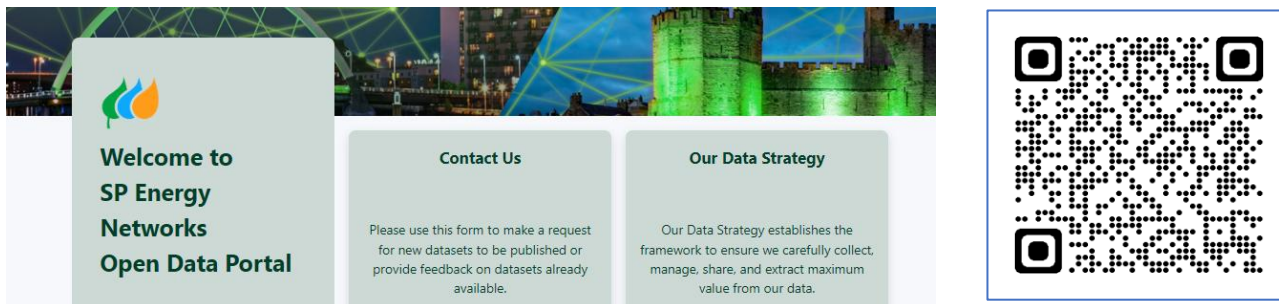 Welcome to
SP Energy
Networks
Open Data Portal
Contact Us
Please use this form to make a request
for new datasets to be published or
provide feedback on datasets already
available.
Our Data Strategy
Our Data Strategy establishes the
framework to ensure we carefully collect,
manage, share, and extract maximum
value from our data.